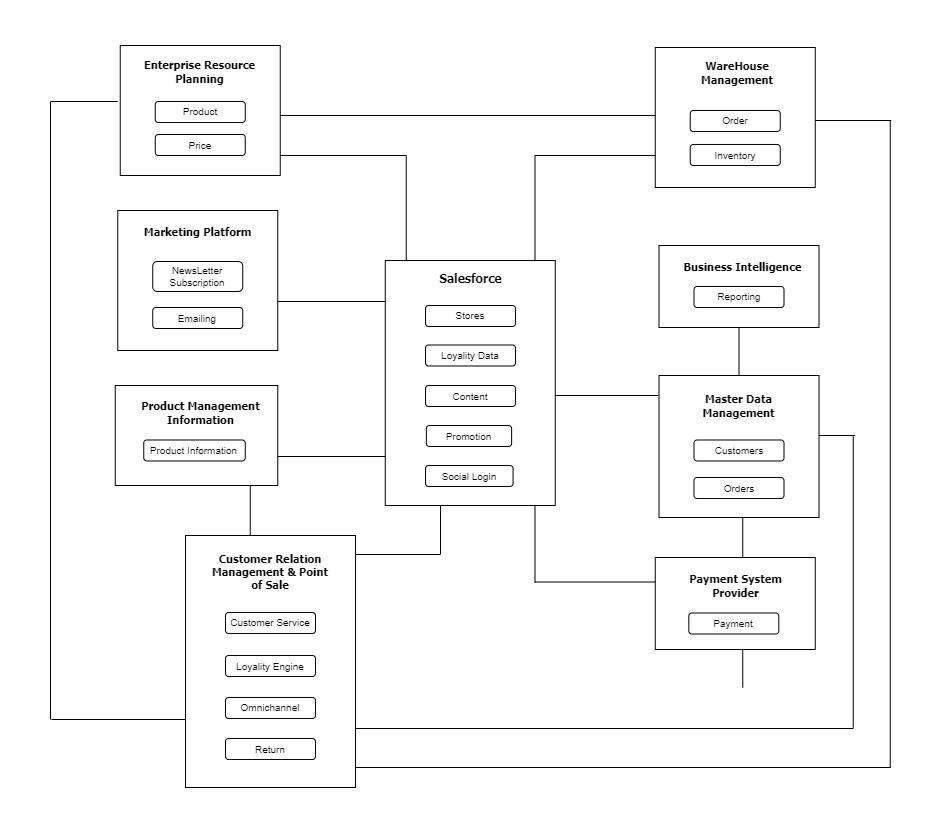 Enterprise Resource
Planning
Product
Price
WareHouse
Management
Order
Inventory
Marketing Platform
NewsLetter
Subscription
Emailing
Salesforce
Stores
Loyality Data
Content
Promotion
Social Login
Business Intelligence
Reporting
Product Management
Information
Product Information
Master Data
Management
Customers
Orders
Customer Relation
Management & Point
of Sale
Customer Service
Loyality Engine
Omnichannel
Return
Payment System
Provider
Payment